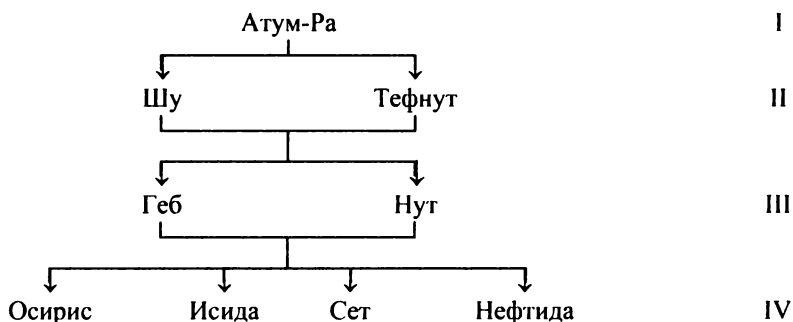 Атум-Ра I
Шу Тефнут II
Геб Нут III
Осирис Исида Сет Нефтида IV